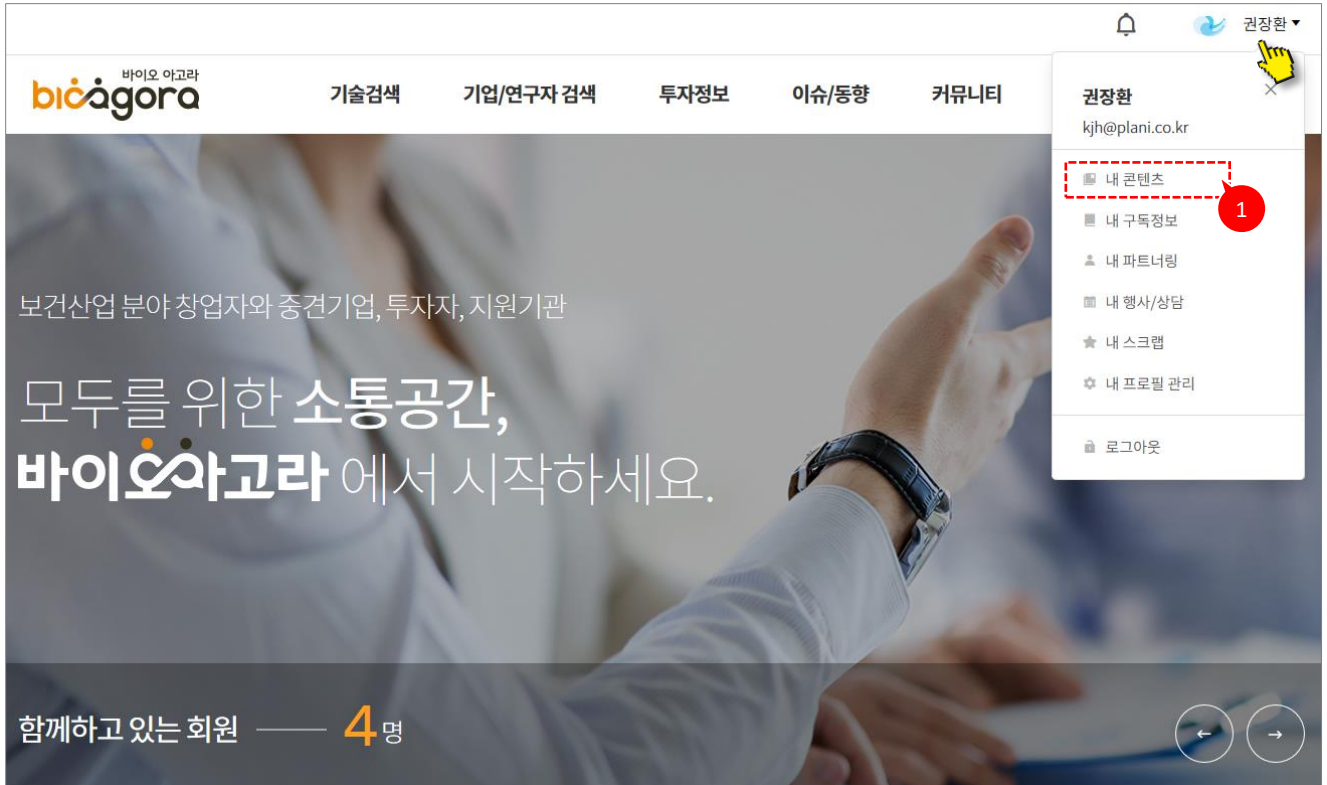 권장환 ▼
바이오 아고라
bioagora
기술검색 기업/연구자 검색 투자정보 이슈/동향 커뮤니티
권장환 ×
kjh@plani.co.kr
내 콘텐츠
1
내 구독정보
내 파트너링
내 행사/상담
내 스크랩
내 프로필 관리
로그아웃
보건산업 분야 창업자와 중견기업, 투자자, 지원기관
모두를 위한 소통공간,
바이오아고라 에서 시작하세요.
함께하고 있는 회원 4 명
← →